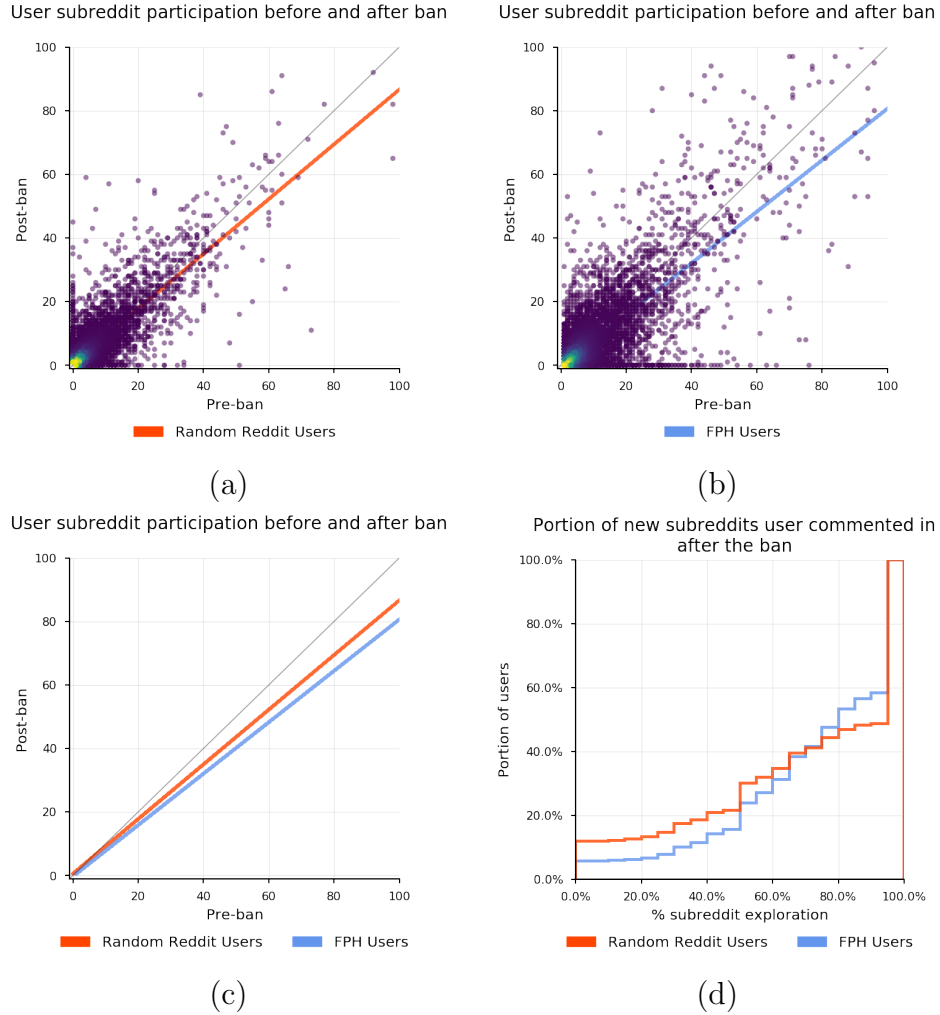 User subreddit participation before and after ban
100
80
60
40
20
0
Post-ban
0 20 40 60 80 100
Pre-ban
Random Reddit Users
(a)
User subreddit participation before and after ban
100
80
60
40
20
0
Post-ban
0 20 40 60 80 100
Pre-ban
FPH Users
(b)
User subreddit participation before and after ban
100
80
60
40
20
0
Post-ban
0 20 40 60 80 100
Pre-ban
Random Reddit Users FPH Users
(c)
Portion of new subreddits user commented in
after the ban
100.0%
80.0%
60.0%
40.0%
20.0%
0.0%
Portion of users
0.0% 20.0% 40.0% 60.0% 80.0% 100.0%
% subreddit exploration
Random Reddit Users FPH Users
(d)